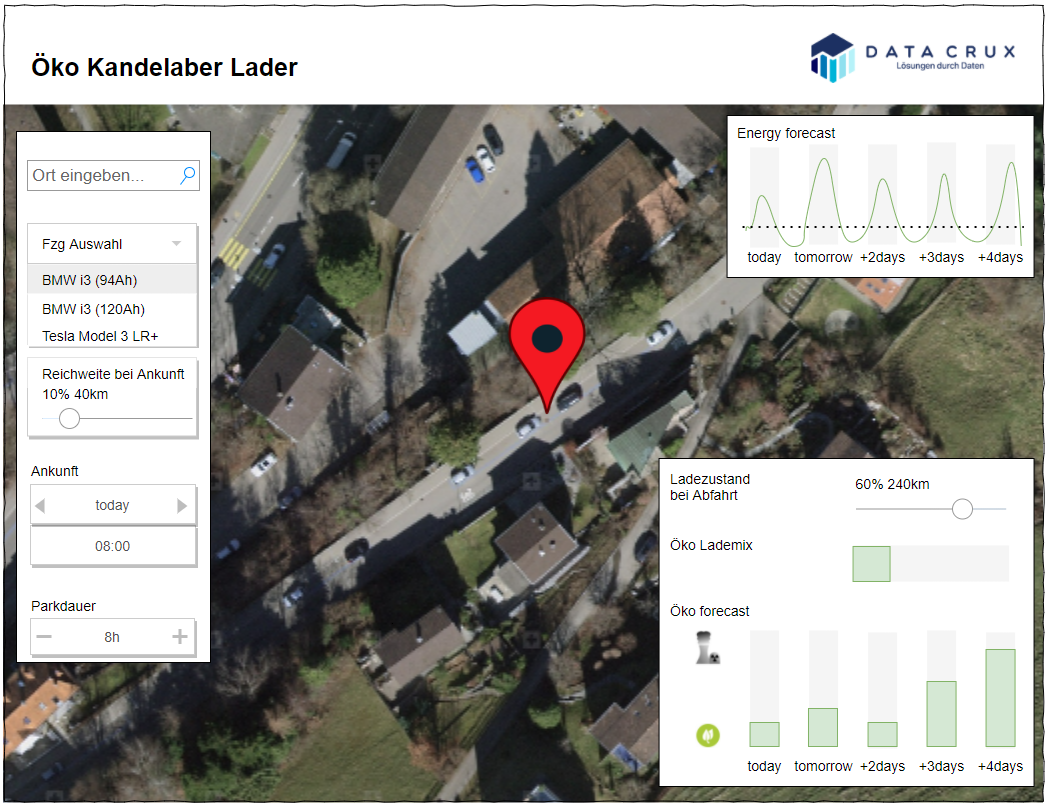 Öko Kandelaber Lader
DATA CRUX
Lösungen durch Daten
Ort eingeben...
Fzg Auswahl
BMW i3 (94Ah)
BMW i3 (120Ah)
Tesla Model 3 LR+
Reichweite bei Ankunft
10% 40km
Ankunft
today
08:00
Parkdauer
8h
Energy forecast
today tomorrow +2days +3days +4days
Ladezustand
bei Abfahrt
60% 240km
Öko Lademix
Öko forecast
today tomorrow +2days +3days +4days